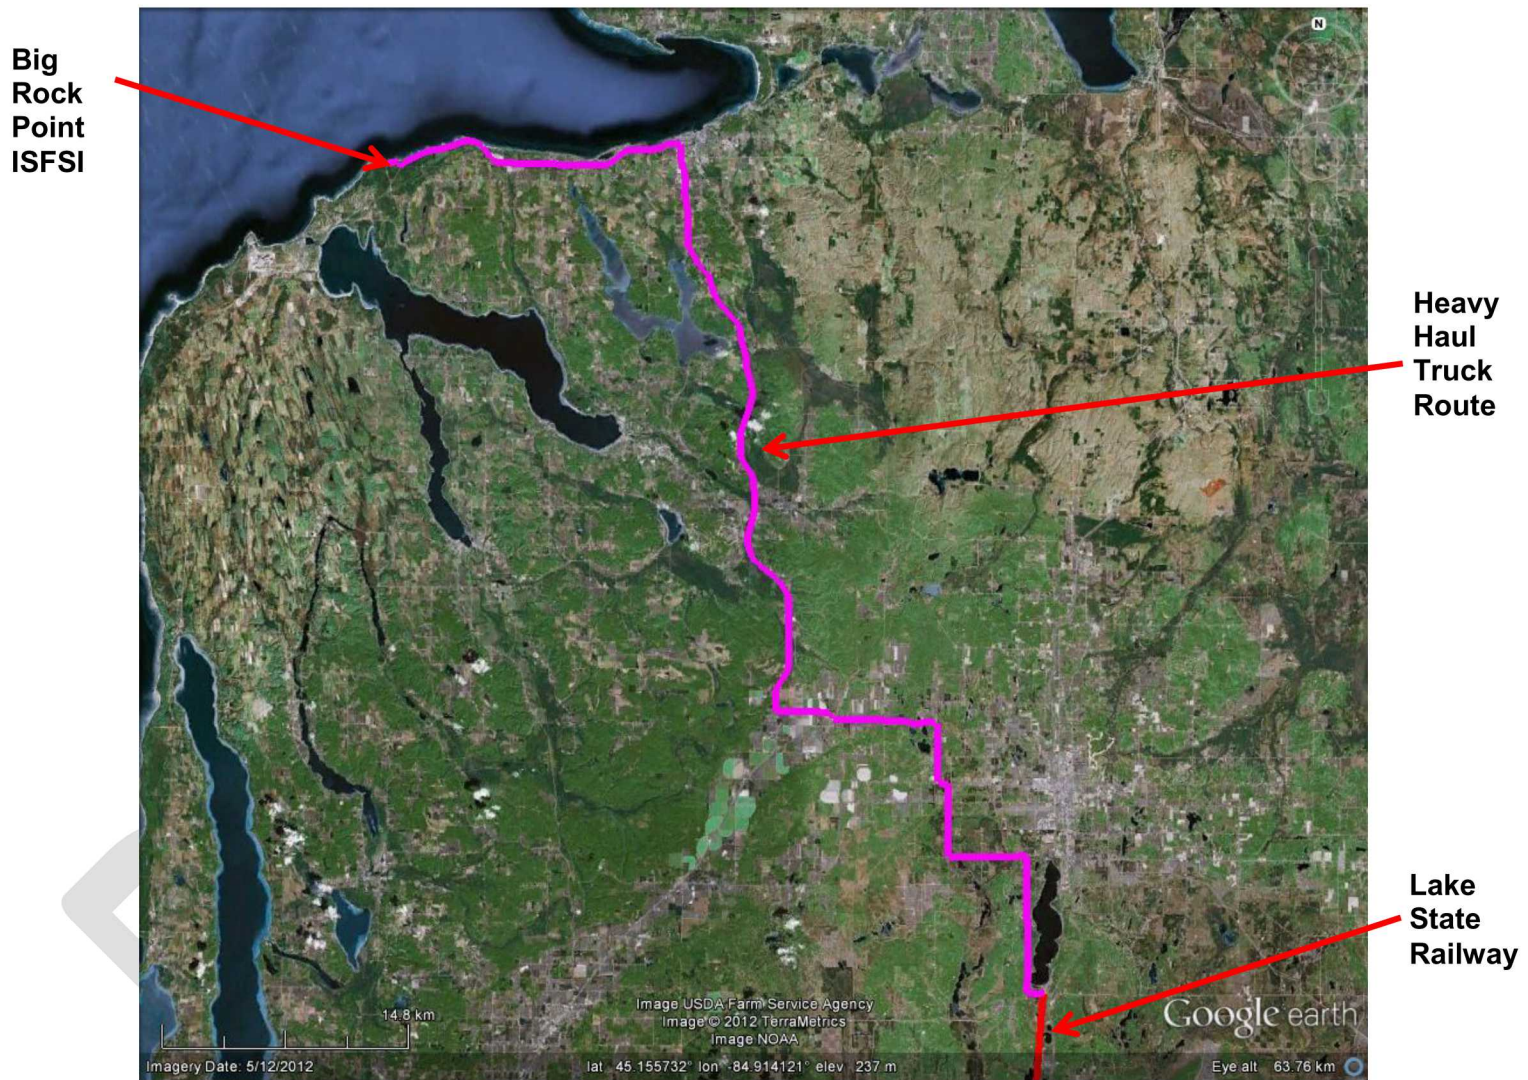 N
Big
Rock
Point
ISFSI
Heavy
Haul
Truck
Route
Lake
State
Railway
14.8 km
Image USDA Farm Service Agency
Image © 2012 TerraMetrics
Image NOAA
Google earth
Imagery Date: 5/12/2012
lat 45.155732° lon -84.914121° elev 237 m
Eye alt 63.76 km